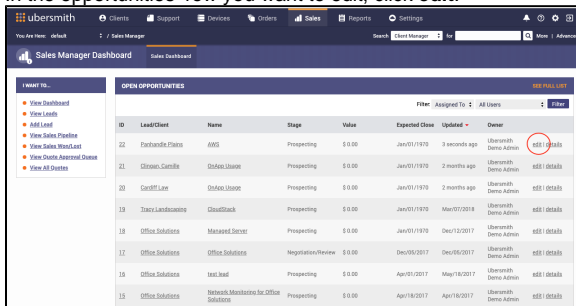 In the opportunities row you want to edit, click edit.
ubersmith Clients Support Devices Orders Sales Reports Settings
You Are Here: default / Sales Manager Search Client Manager for More | Advanced
Sales Manager Dashboard Sales Dashboard
I WANT TO... OPEN OPPORTUNITIES SEE FULL LIST
View Dashboard
View Leads
Add Lead
View Sales Pipeline
View Sales Won/Lost
View Quote Approval Queue
View All Quotes
Filter: Assigned To All Users Filter
ID Lead/Client Name Stage Value Expected Close Updated Owner
22 Panhandle Plains AWS Prospecting $ 0.00 Jan/01/1970 3 seconds ago Ubersmith Demo Admin edit | details
21 Clinpan, Camille OnApp Usage Prospecting $ 0.00 Jan/01/1970 2 months ago Ubersmith Demo Admin edit | details
20 Cardiff Law OnApp Usage Prospecting $ 0.00 Jan/01/1970 2 months ago Ubersmith Demo Admin edit | details
19 Tracy Landscaping CloudStack Prospecting $ 0.00 Jan/01/1970 Mar/07/2018 Ubersmith Demo Admin edit | details
18 Office Solutions Managed Server Prospecting $ 0.00 Jan/01/1970 Dec/12/2017 Ubersmith Demo Admin edit | details
17 Office Solutions Office Solutions Negotiation/Review $ 0.00 Dec/05/2017 Dec/05/2017 Ubersmith Demo Admin edit | details
16 Office Solutions test lead Prospecting $ 0.00 Apr/01/2017 May/18/2017 Ubersmith Demo Admin edit | details
15 Office Solutions Network Monitoring for Office Solutions Prospecting $ 0.00 Apr/18/2017 Apr/18/2017 Ubersmith Demo Admin edit | details